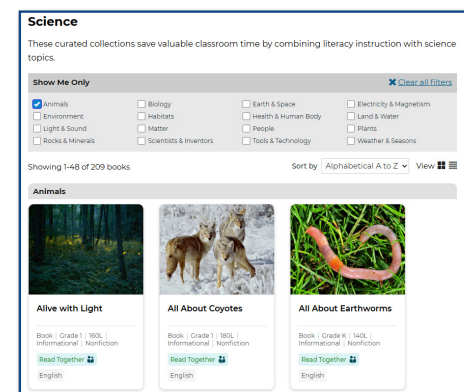 Science
These curated collections save valuable classroom time by combining literacy instruction with science
topics.
Show Me Only
Clear all filters
Animals Biology Earth & Space Electricity & Magnetism
Environment Habitats Health & Human Body Land & Water
Light & Sound Matter People Plants
Rocks & Minerals Scientists & Inventors Tools & Technology Weather & Seasons
Showing 1-48 of 209 books Sort by Alphabetical A to Z View
Animals
Alive with Light
Book | Grade 1 | 160L |
Informational | Nonfiction
Read Together
English
All About Coyotes
Book | Grade 1 | 180L |
Informational | Nonfiction
Read Together
English
All About Earthworms
Book | Grade K | 140L |
Informational | Nonfiction
Read Together
English